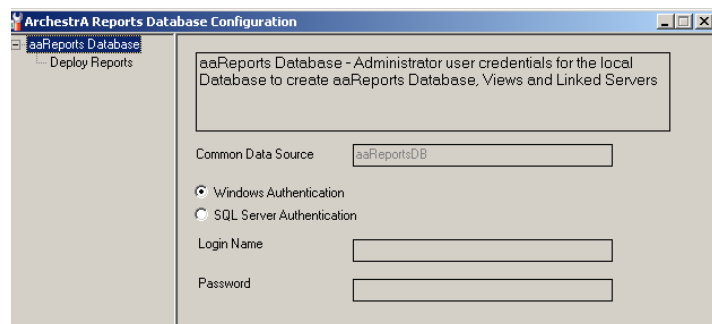 ArchestrA Reports Database Configuration
aaReports Database
Deploy Reports
aaReports Database - Administrator user credentials for the local
Database to create aaReports Database, Views and Linked Servers
Common Data Source
aaReportsDB
Windows Authentication
SQL Server Authentication
Login Name
Password